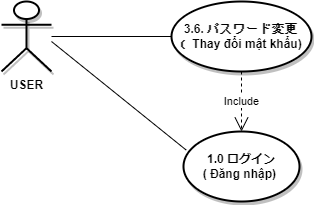 3.6. パスワード変更
( Thay đổi mật khẩu)
USER
Include
1.0 ログイン
( Đăng nhập)